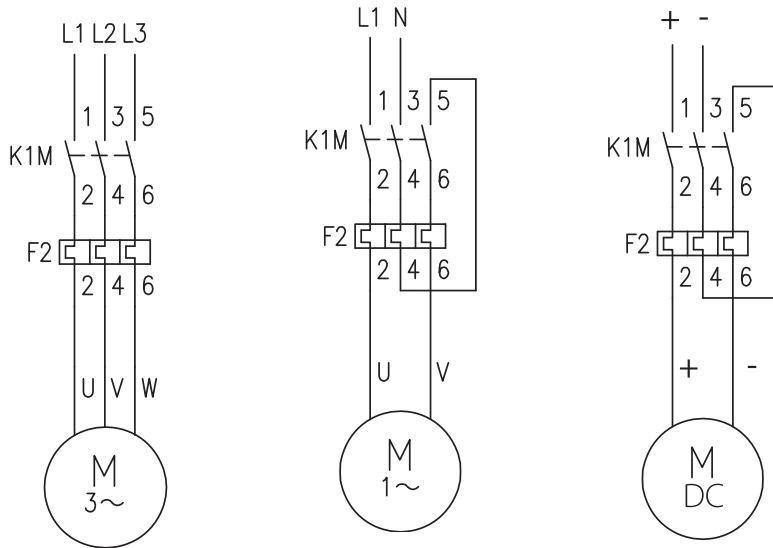 L1 L2 L3
1 3 5
K1M
2 4 6
F2
2 4 6
U V W
M
3~
L1 N
1 3 5
K1M
2 4 6
F2
2 4 6
U V
M
1~
+ -
1 3 5
K1M
2 4 6
F2
2 4 6
+ -
M
DC